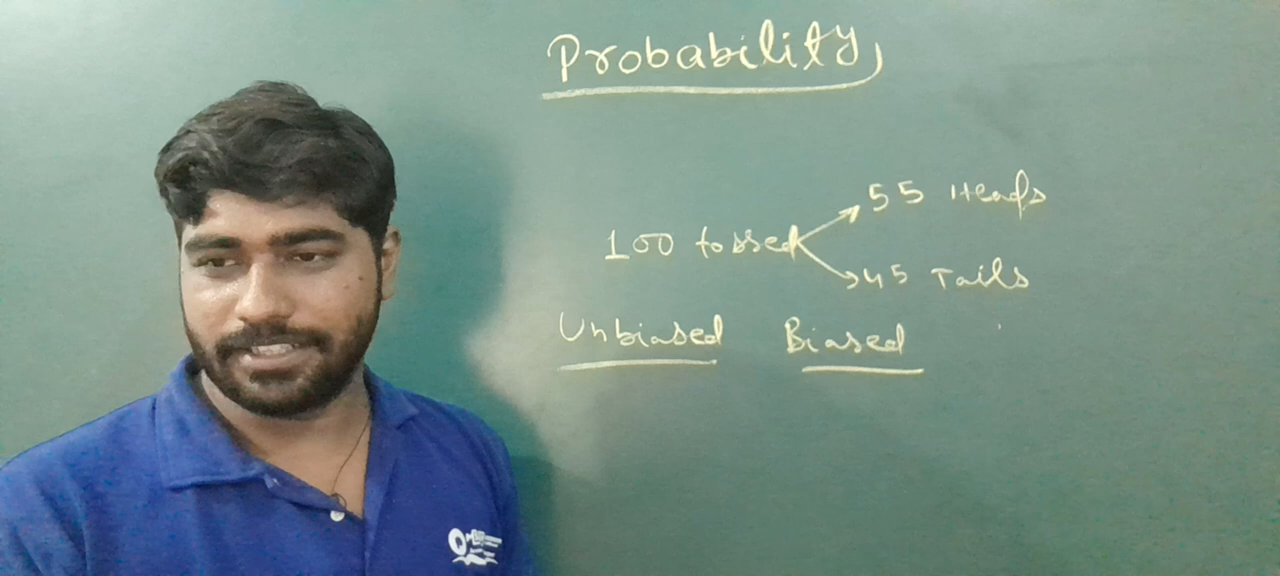 Probability
55 Heads
100 tossed
45 Tails
Unbiased Biased